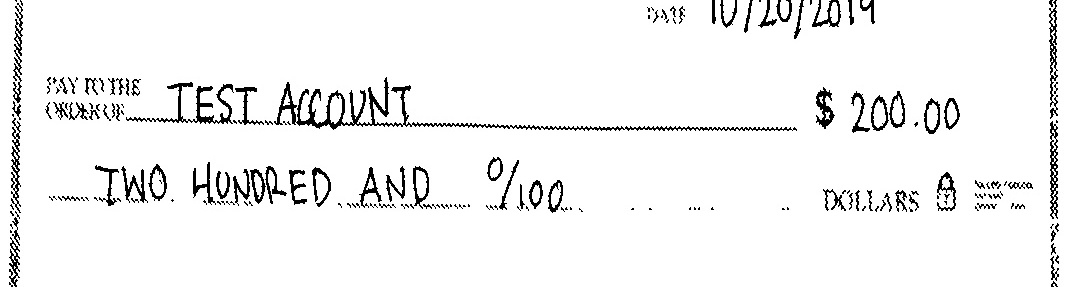 DATE 10/20/2019
PAY TO THE
ORDER OF TEST ACCOUNT $ 200.00
TWO HUNDRED AND 0/100 DOLLARS